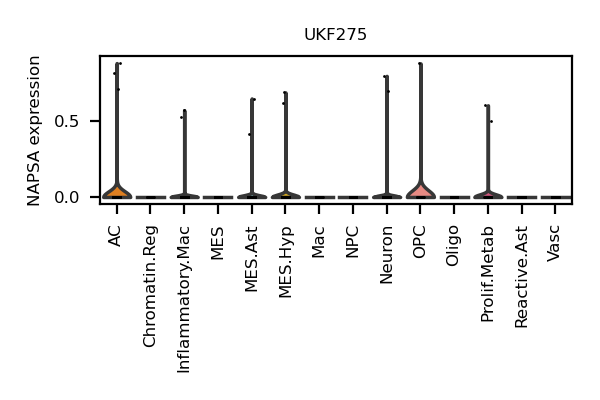 UKF275
NAPSA expression
0.5
0.0
AC
Chromatin.Reg
Inflammatory.Mac
MES
MES.Ast
MES.Hyp
Mac
NPC
Neuron
OPC
Oligo
Prolif.Metab
Reactive.Ast
Vasc